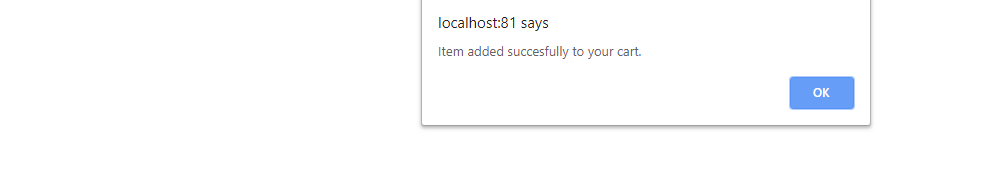 localhost:81 says
Item added succesfully to your cart.
OK